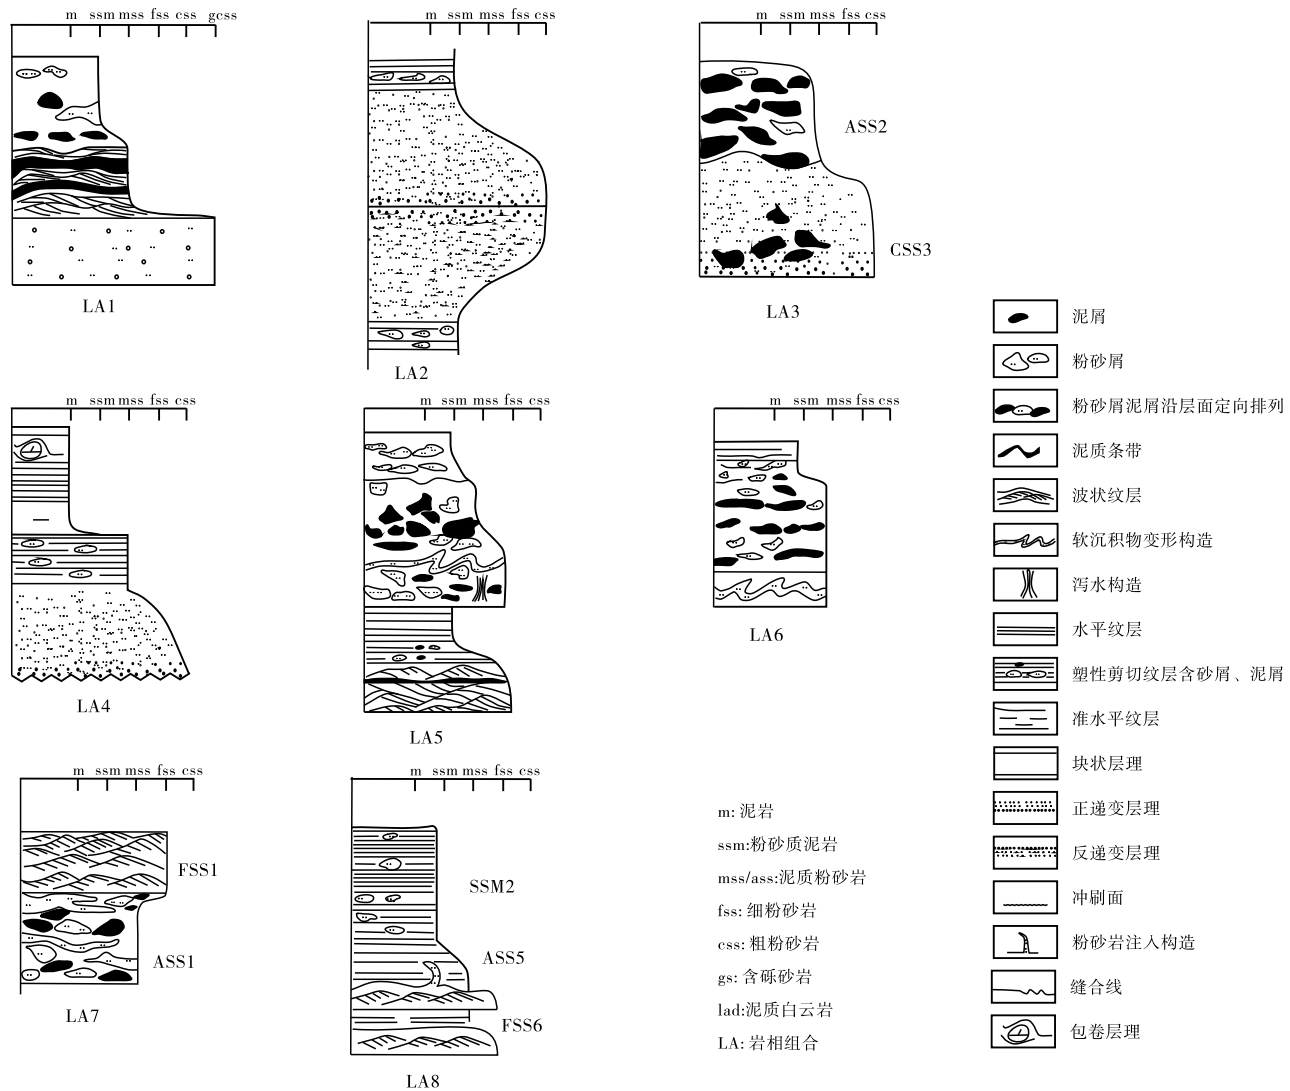 m ssm mss fss css gcss
m ssm mss fss css
m ssm mss fss css
ASS2
CSS3
LA1
LA2
LA3
m ssm mss fss css
m ssm mss fss css
m ssm mss fss css
LA4
LA5
LA6
m ssm mss fss css
m ssm mss fss css
FSS1
ASS1
SSM2
ASS5
FSS6
LA7
LA8
m: 泥岩
ssm:粉砂质泥岩
mss/ass:泥质粉砂岩
fss: 细粉砂岩
css: 粗粉砂岩
gs: 含砾砂岩
lad:泥质白云岩
LA: 岩相组合
泥屑
粉砂屑
粉砂屑泥屑沿层面定向排列
泥质条带
波状纹层
软沉积物变形构造
泻水构造
水平纹层
塑性剪切纹层含砂屑、泥屑
准水平纹层
块状层理
正递变层理
反递变层理
冲刷面
粉砂岩注入构造
缝合线
包卷层理